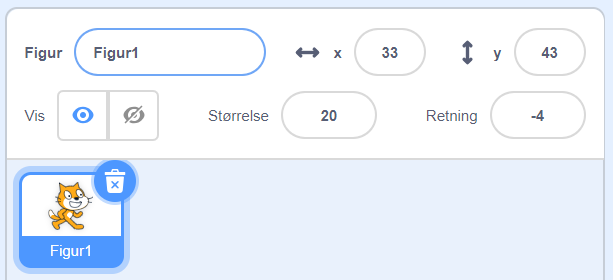 Figur Figur1 x 33 y 43
Vis Størrelse 20 Retning -4
Figur1